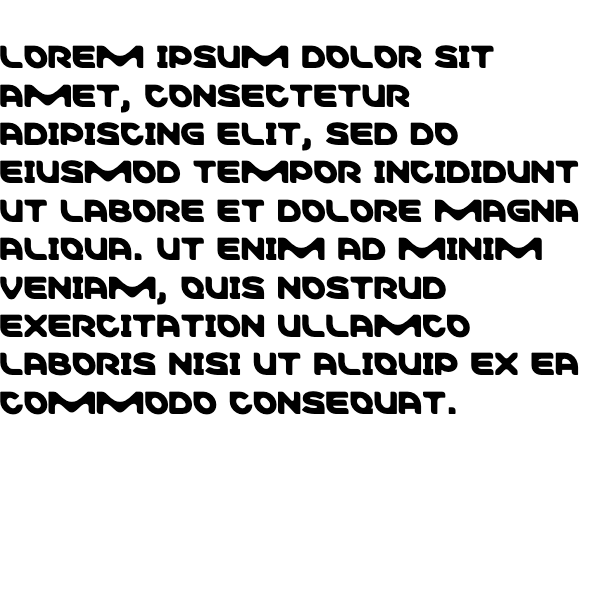 LOREM IPSUM DOLOR SIT
AMET, CONSECTETUR
ADIPISCING ELIT, SED DO
EIUSMOD TEMPOR INCIDIDUNT
UT LABORE ET DOLORE MAGNA
ALIQUA. UT ENIM AD MINIM
VENIAM, QUIS NOSTRUD
EXERCITATION ULLAMCO
LABORIS NISI UT ALIQUIP EX EA
COMMODO CONSEQUAT.